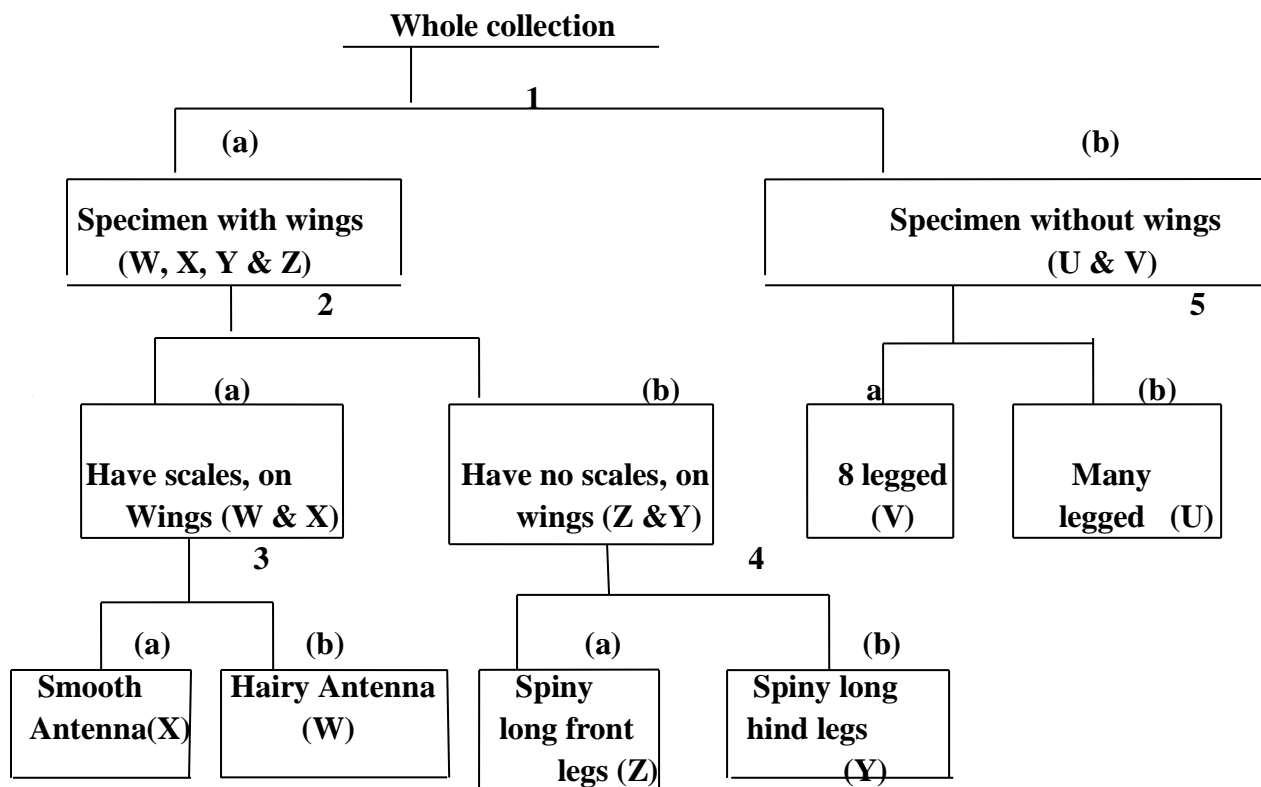 Whole collection
1
(a)
(b)
Specimen with wings
(W, X, Y & Z)
Specimen without wings
(U & V)
2
5
(a)
(b)
a
(b)
Have scales, on
Wings (W & X)
Have no scales, on
wings (Z &Y)
8 legged
(V)
Many
legged (U)
3
4
(a)
(b)
(a)
(b)
Smooth
Antenna(X)
Hairy Antenna
(W)
Spiny
long front
legs (Z)
Spiny long
hind legs
(Y)